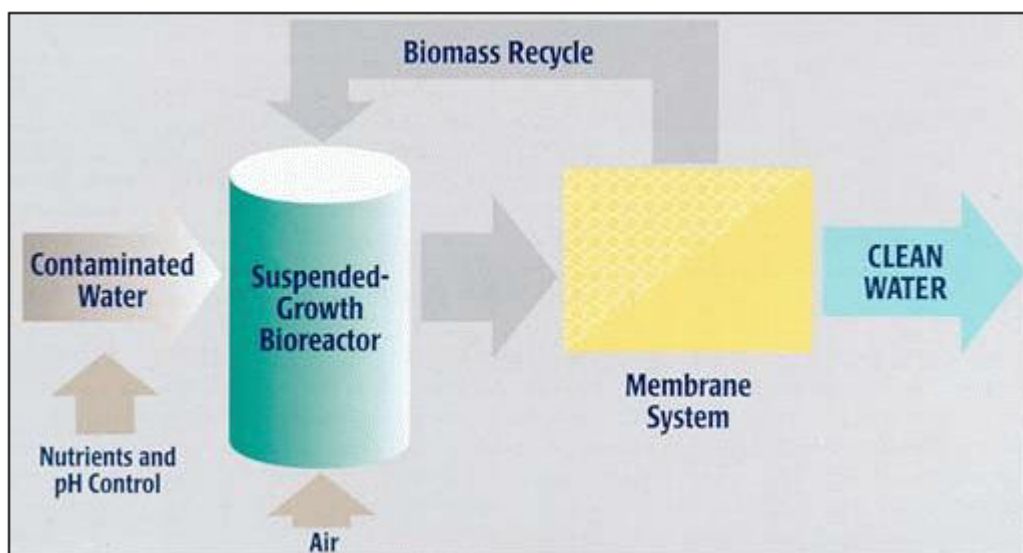 Biomass Recycle
Contaminated
Water
Suspended-
Growth
Bioreactor
CLEAN
WATER
Membrane
System
Nutrients and
pH Control
Air